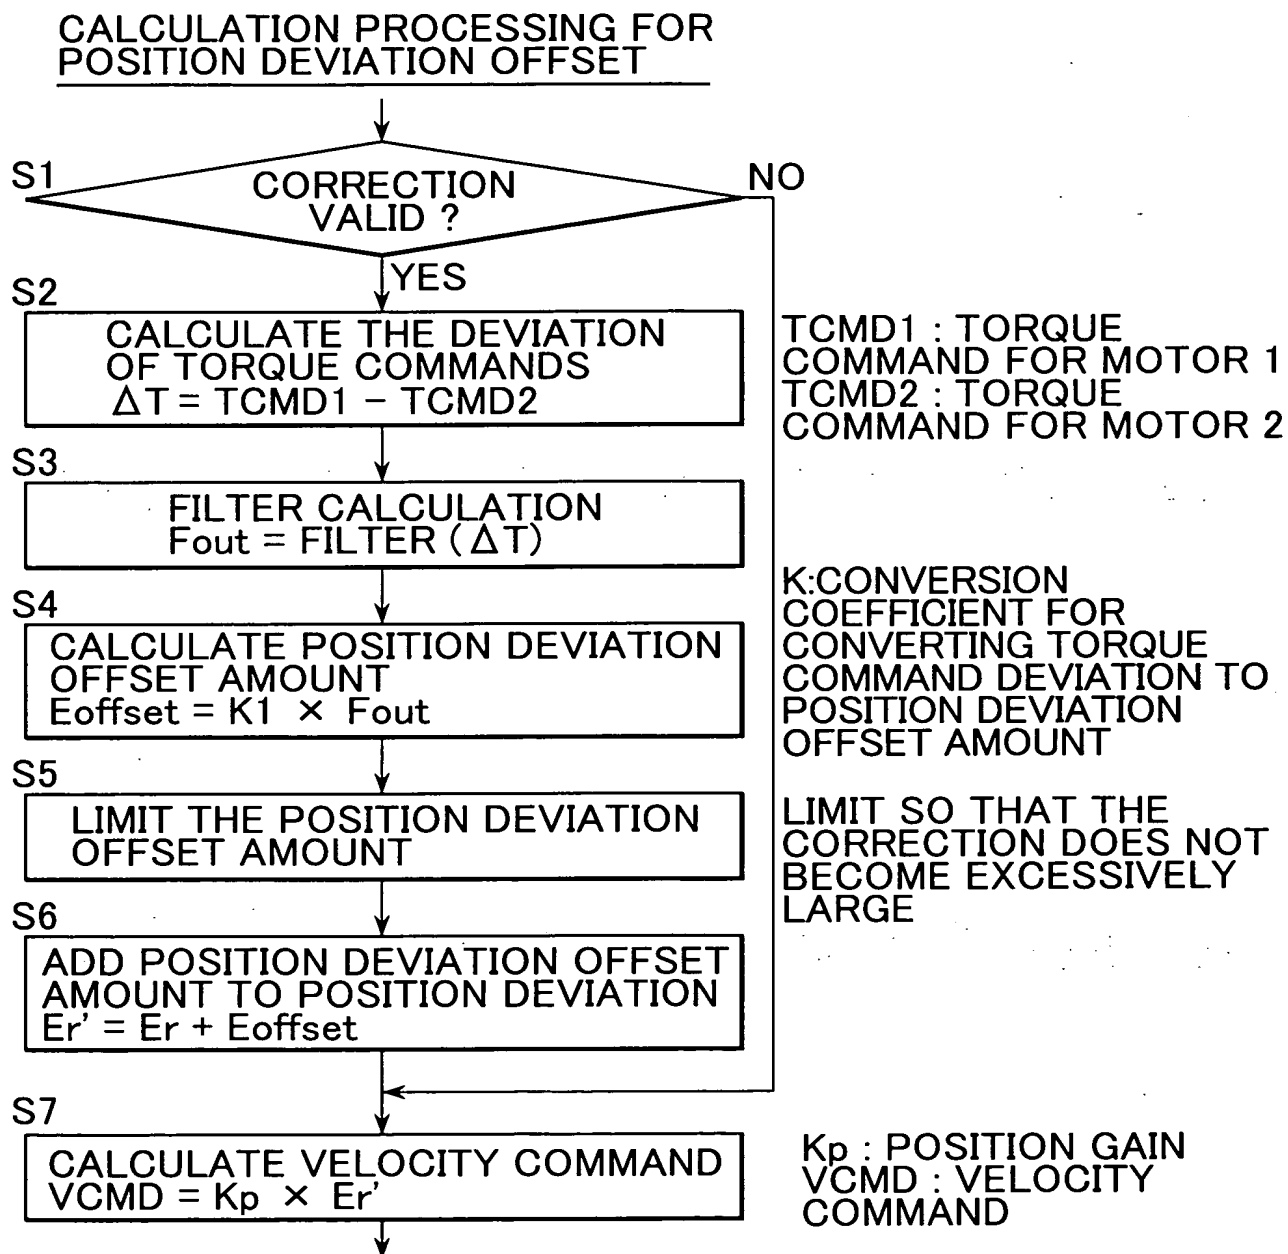 CALCULATION PROCESSING FOR
POSITION DEVIATION OFFSET
S1
CORRECTION
VALID ?
NO
YES
S2
CALCULATE THE DEVIATION
OF TORQUE COMMANDS
ΔT = TCMD1 − TCMD2
TCMD1 : TORQUE
COMMAND FOR MOTOR 1
TCMD2 : TORQUE
COMMAND FOR MOTOR 2
S3
FILTER CALCULATION
Fout = FILTER (ΔT)
S4
CALCULATE POSITION DEVIATION
OFFSET AMOUNT
Eoffset = K1 × Fout
K:CONVERSION
COEFFICIENT FOR
CONVERTING TORQUE
COMMAND DEVIATION TO
POSITION DEVIATION
OFFSET AMOUNT
S5
LIMIT THE POSITION DEVIATION
OFFSET AMOUNT
LIMIT SO THAT THE
CORRECTION DOES NOT
BECOME EXCESSIVELY
LARGE
S6
ADD POSITION DEVIATION OFFSET
AMOUNT TO POSITION DEVIATION
Er' = Er + Eoffset
S7
CALCULATE VELOCITY COMMAND
VCMD = Kp × Er'
Kp : POSITION GAIN
VCMD : VELOCITY
COMMAND